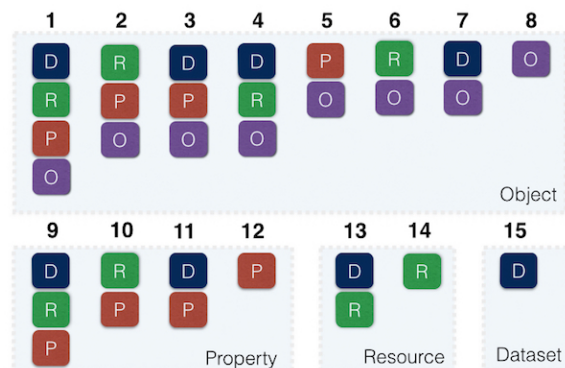 1 2 3 4 5 6 7 8
D R D D P R D O
R P P R O O O
P O O O
O
Object
9 10 11 12 13 14 15
D R D P D R D
R P P R
P
Property Resource Dataset